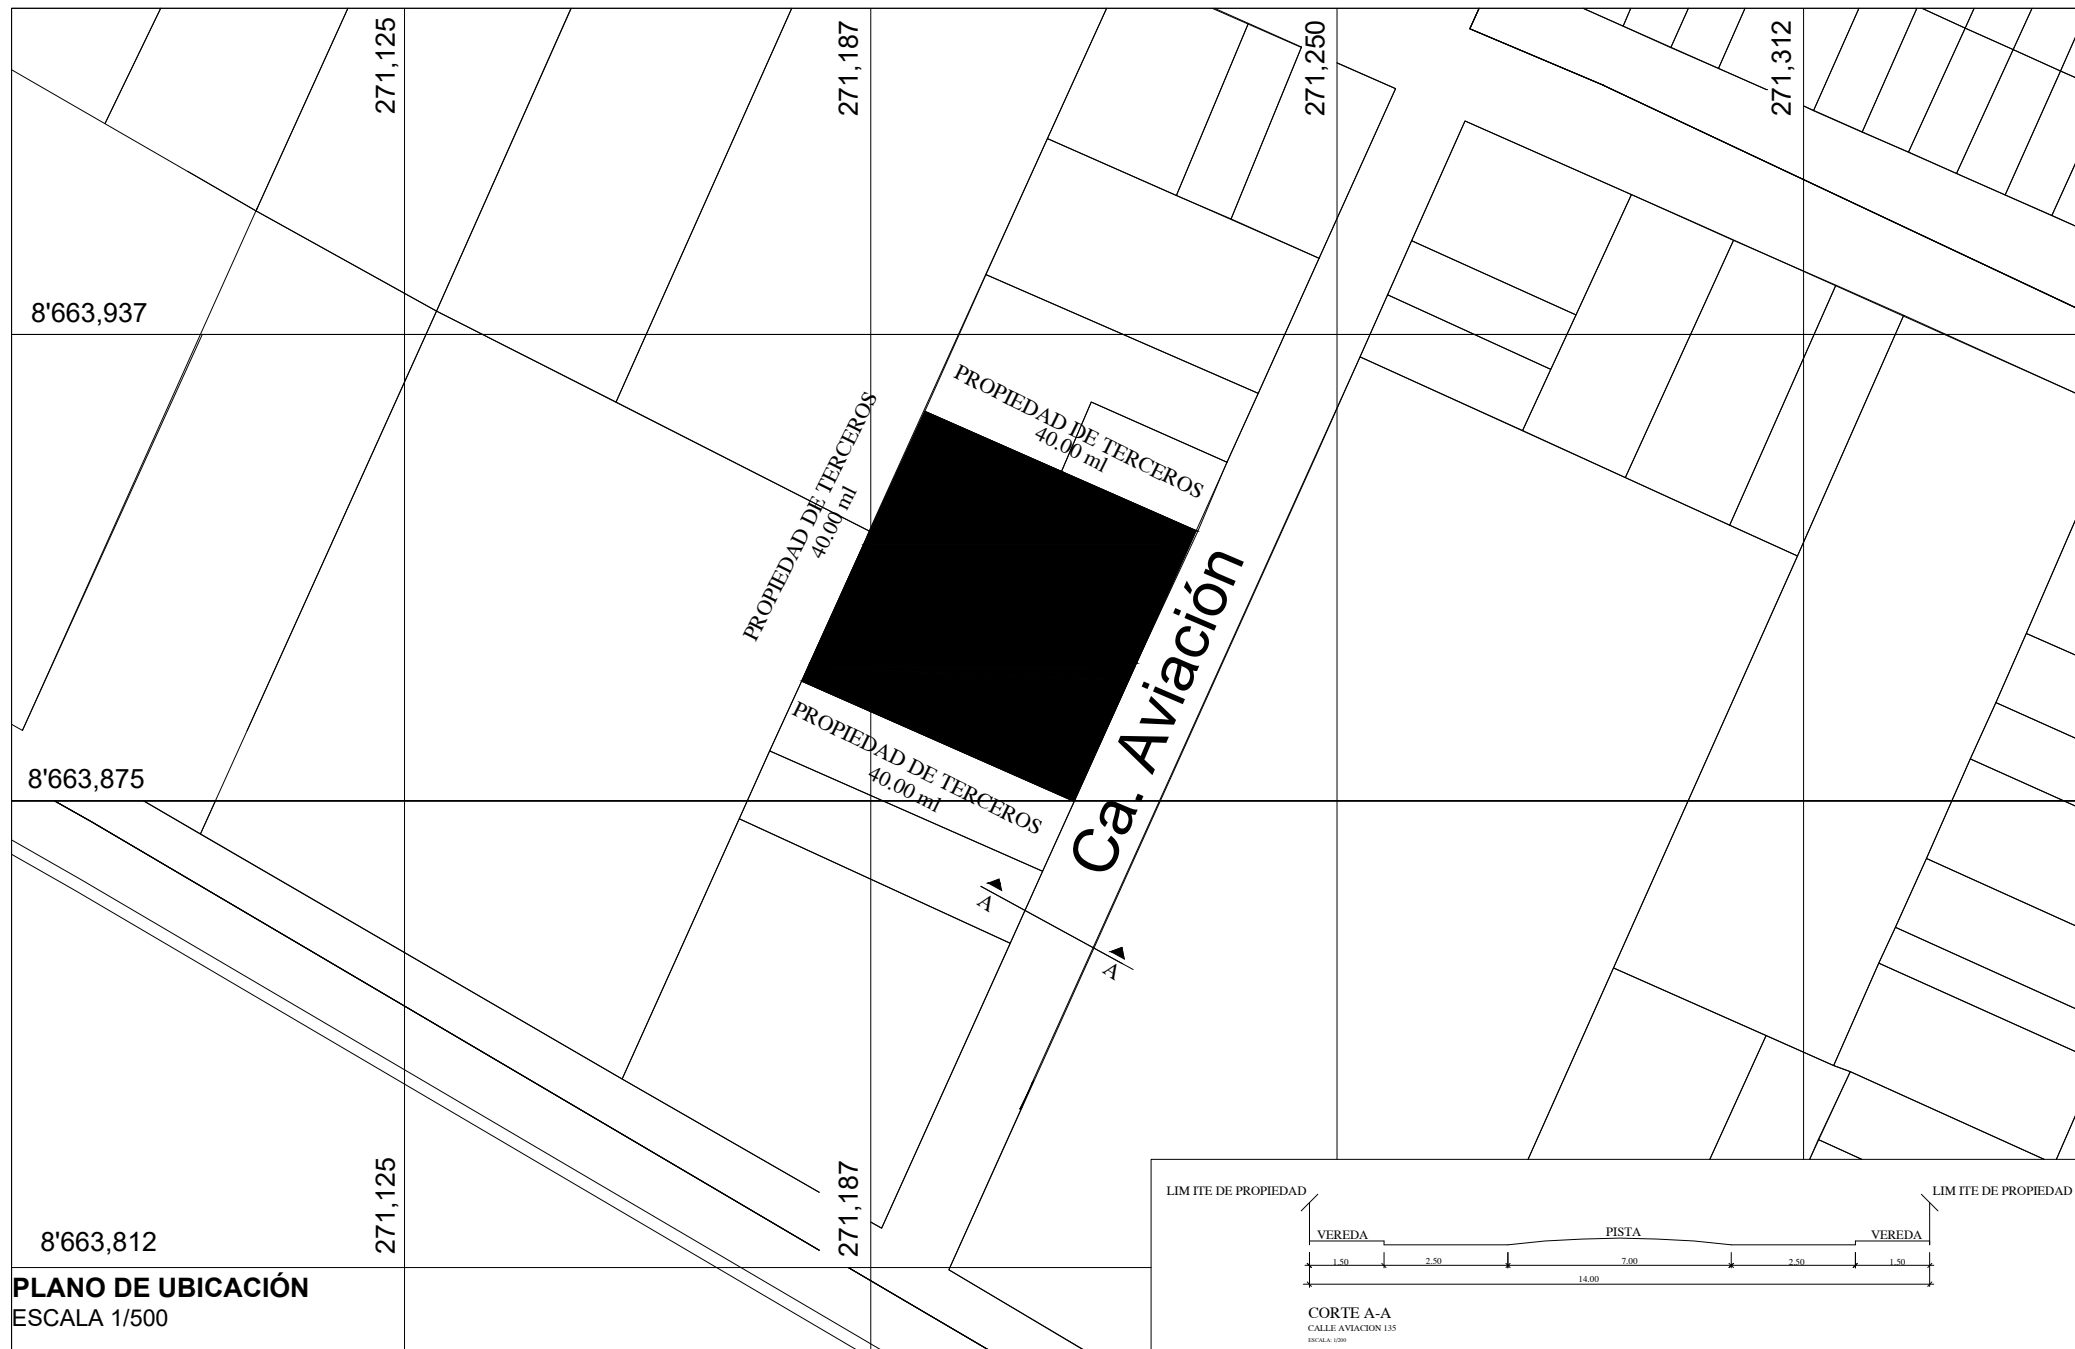 271,125
271,187
271,250
271,312
8'663,937
PROPIEDAD DE TERCEROS
40.00 ml
PROPIEDAD DE TERCEROS
40.00 ml
Ca. Aviación
PROPIEDAD DE TERCEROS
40.00 ml
8'663,875
A
A
271,125
271,187
8'663,812
PLANO DE UBICACIÓN
ESCALA 1/500
LIM ITE DE PROPIEDAD
LIM ITE DE PROPIEDAD
VEREDA
PISTA
VEREDA
1.50
2.50
7.00
2.50
1.50
14.00
CORTE A-A
CALLE AVIACION 135
ESCALA: 1/200